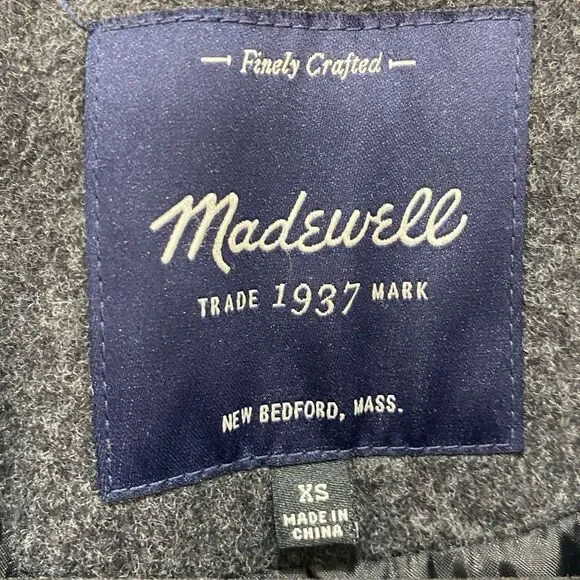 Finely Crafted
Madewell
TRADE 1937 MARK
NEW BEDFORD, MASS.
XS
MADE IN
CHINA